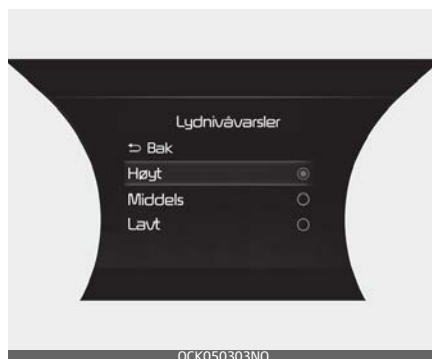 Lydnivåvarsler
Bak
Høyt
Middels
Lavt
OCK050303NO